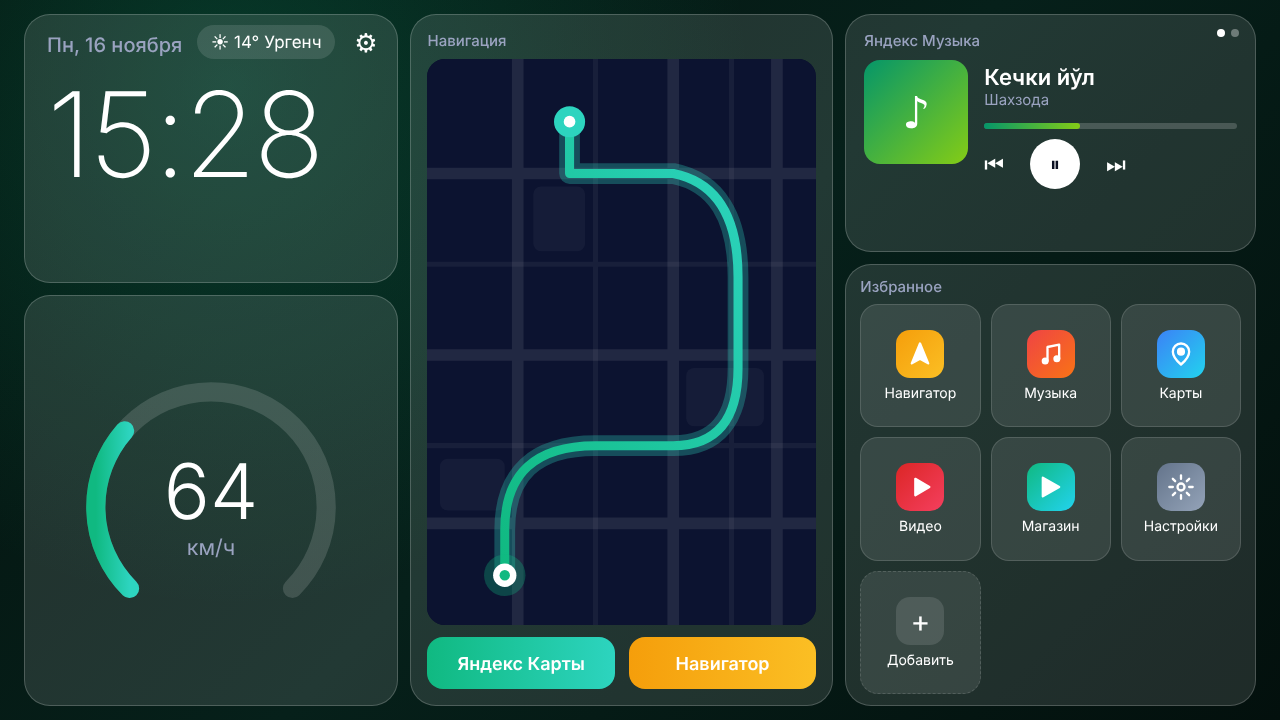 Пн, 16 ноября
14° Ургенч
15:28
64
км/ч
Навигация
Яндекс Карты
Навигатор
Яндекс Музыка
Кечки йўл
Шахзода
Избранное
Навигатор
Музыка
Карты
Видео
Магазин
Настройки
+
Добавить